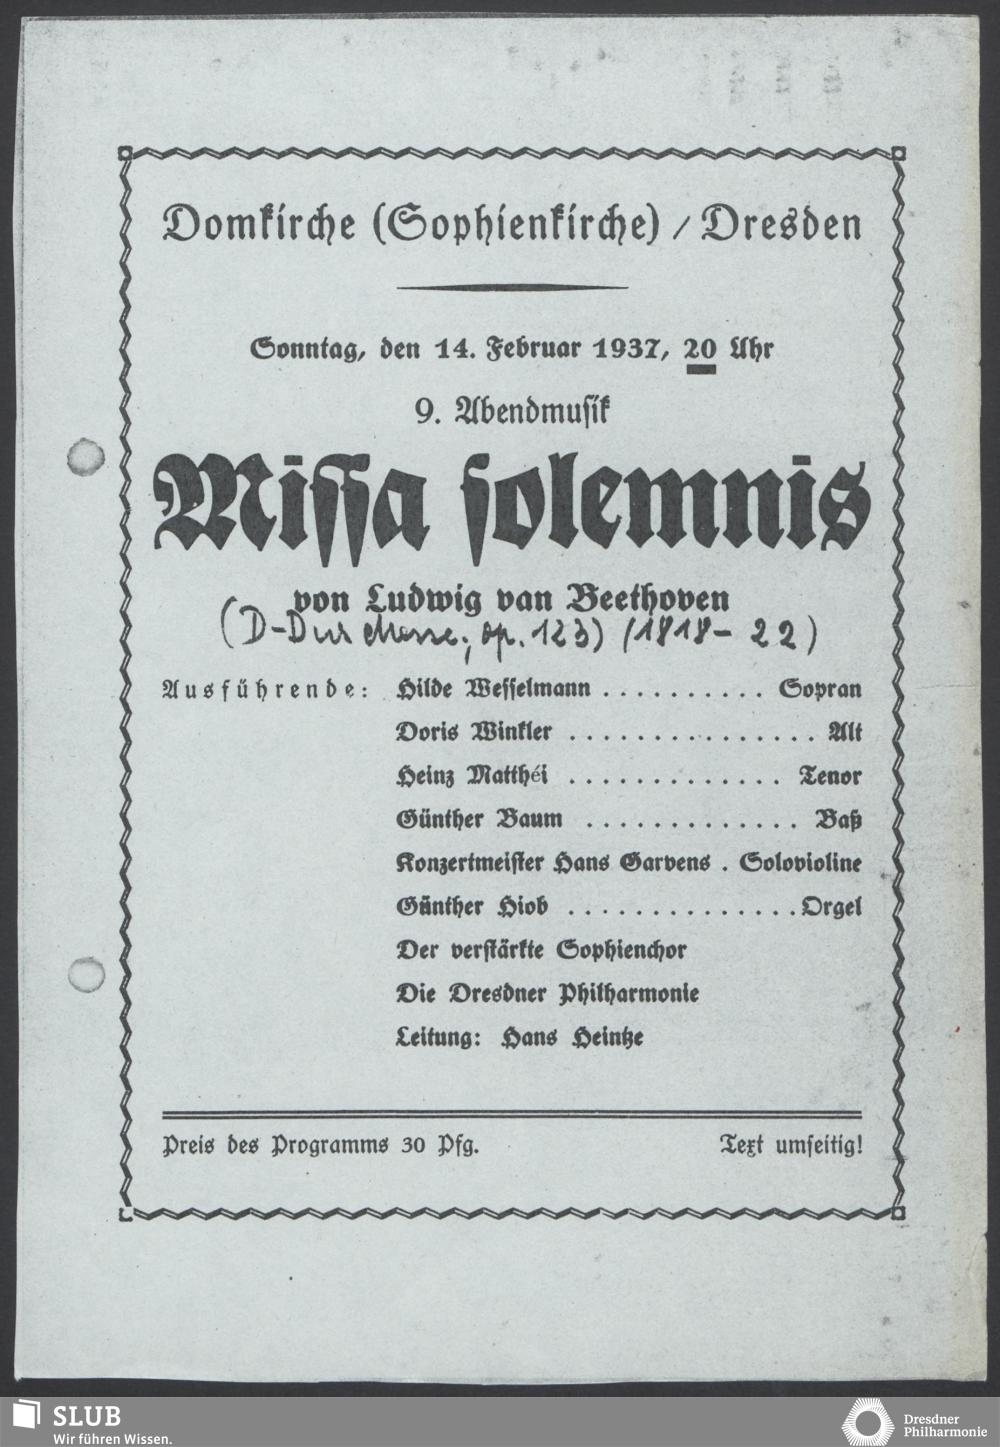 Domkirche (Sophienkirche) / Dresden
Sonntag, den 14. Februar 1937, 20 Uhr
9. Abendmusik
Missa solemnis
von Ludwig van Beethoven
(D-Dur Messe, op. 123) (1818-22)
Ausführende: Hilde Wesselmann . . . . . . . . . . Sopran
Doris Winkler . . . . . . . . . . . . . . . Alt
Heinz Matthéi . . . . . . . . . . . . . Tenor
Günther Baum . . . . . . . . . . . . . Baß
Konzertmeister Hans Garvens . Solovioline
Günther Hiob . . . . . . . . . . . . . . Orgel
Der verstärkte Sophienchor
Die Dresdner Philharmonie
Leitung: Hans Heintze
Preis des Programms 30 Pfg. Text umseitig!
SLUB
Wir führen Wissen.
Dresdner
Philharmonie